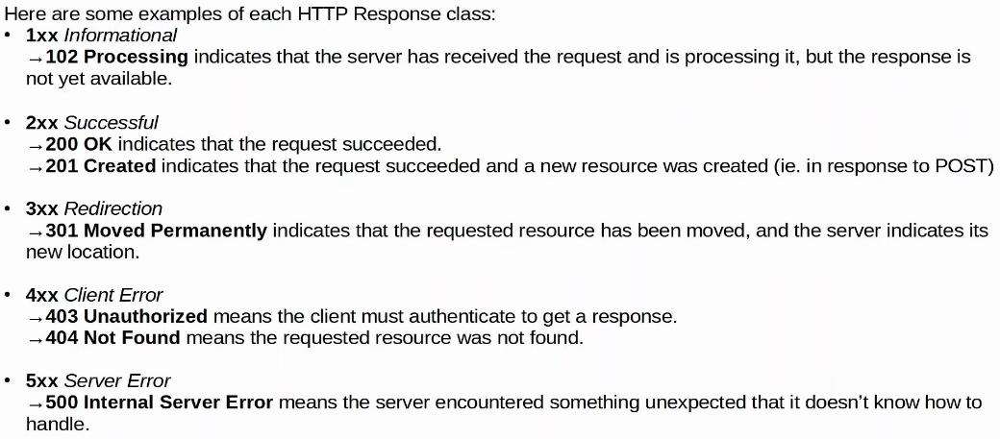 Here are some examples of each HTTP Response class:
• 1xx Informational
→102 Processing indicates that the server has received the request and is processing it, but the response is
not yet available.
• 2xx Successful
→200 OK indicates that the request succeeded.
→201 Created indicates that the request succeeded and a new resource was created (ie. in response to POST)
• 3xx Redirection
→301 Moved Permanently indicates that the requested resource has been moved, and the server indicates its
new location.
• 4xx Client Error
→403 Unauthorized means the client must authenticate to get a response.
→404 Not Found means the requested resource was not found.
• 5xx Server Error
→500 Internal Server Error means the server encountered something unexpected that it doesn’t know how to
handle.